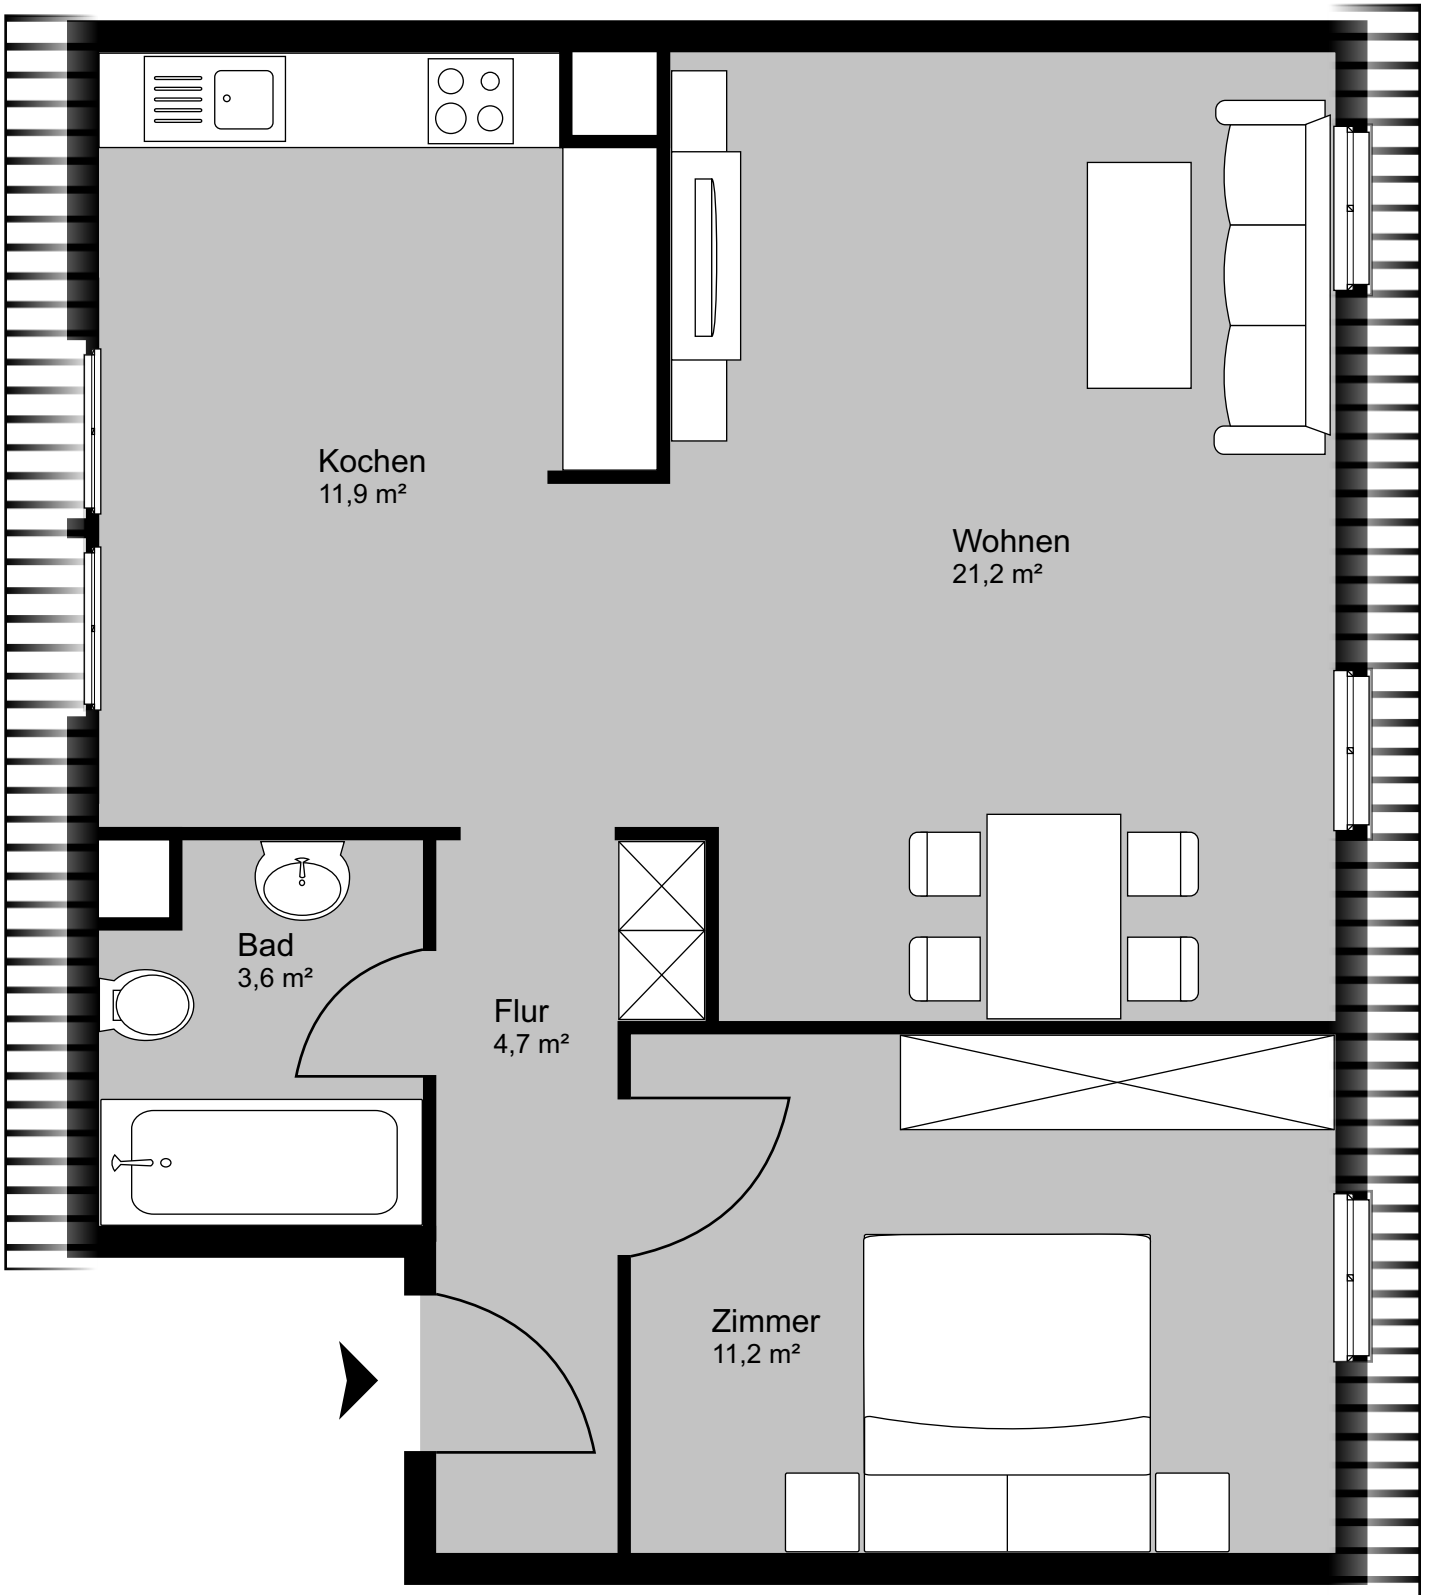 Kochen
11,9 m²
Wohnen
21,2 m²
Bad
3,6 m²
Flur
4,7 m²
Zimmer
11,2 m²